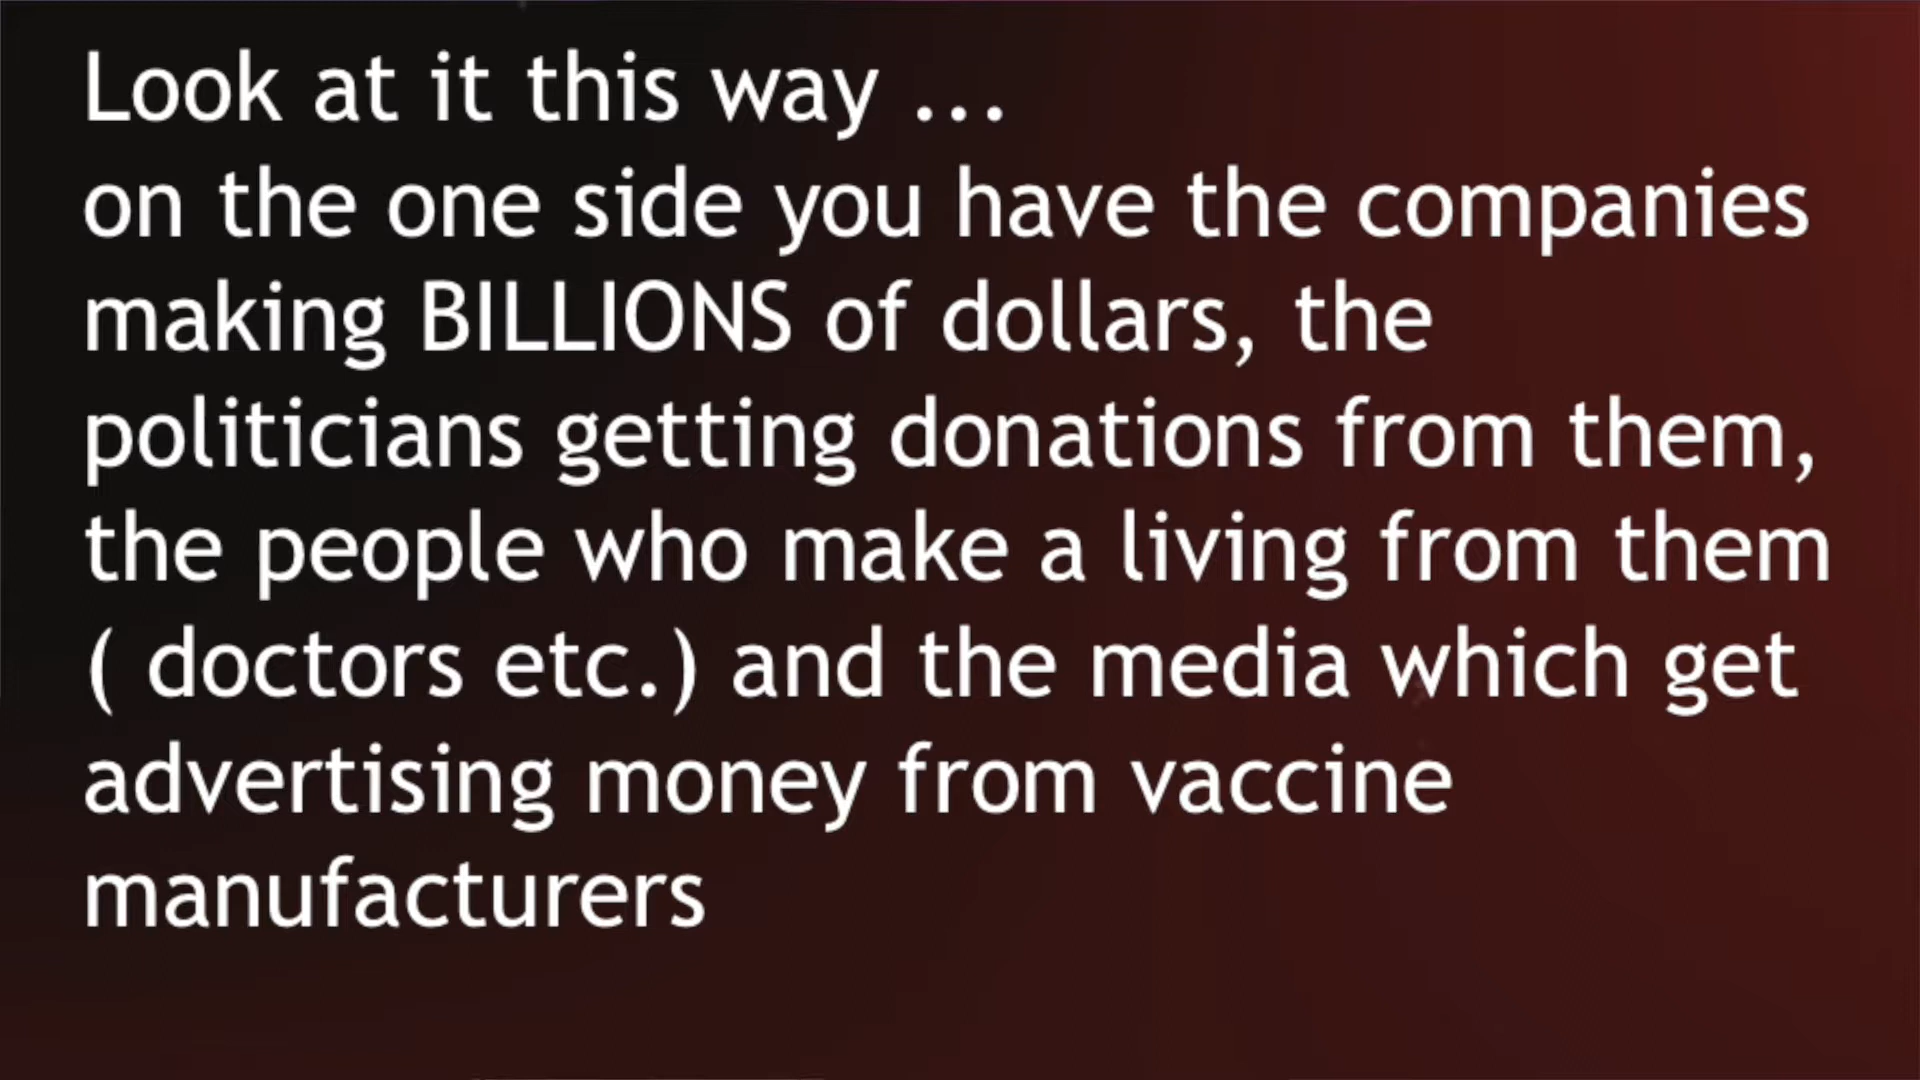 Look at it this way ...
on the one side you have the companies
making BILLIONS of dollars, the
politicians getting donations from them,
the people who make a living from them
( doctors etc.) and the media which get
advertising money from vaccine
manufacturers